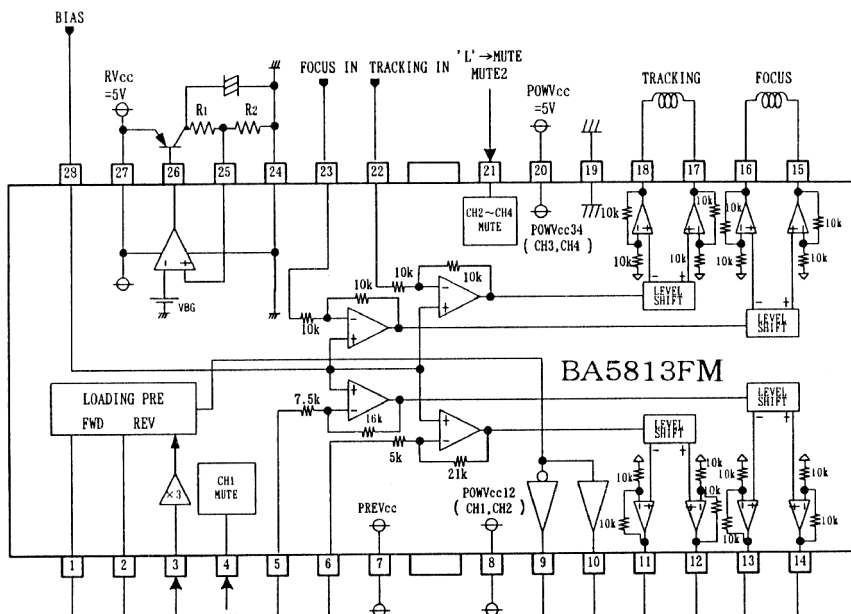 BIAS
RVcc
=5V
R1
R2
FOCUS IN
TRACKING IN
'L'→MUTE
MUTE2
POWVcc
=5V
TRACKING
FOCUS
28
27
26
25
24
23
22
21
20
19
18
17
16
15
CH2~CH4
MUTE
POWVcc34
( CH3, CH4 )
10k
10k
10k
10k
10k
10k
10k
10k
VBG
10k
10k
10k
10k
LEVEL
SHIFT
LEVEL
SHIFT
BA5813FM
LOADING PRE
FWD
REV
7.5k
16k
5k
21k
LEVEL
SHIFT
LEVEL
SHIFT
×3
CH1
MUTE
PREVcc
POWVcc12
( CH1, CH2 )
10k
10k
10k
10k
10k
10k
10k
10k
1
2
3
4
5
6
7
8
9
10
11
12
13
14